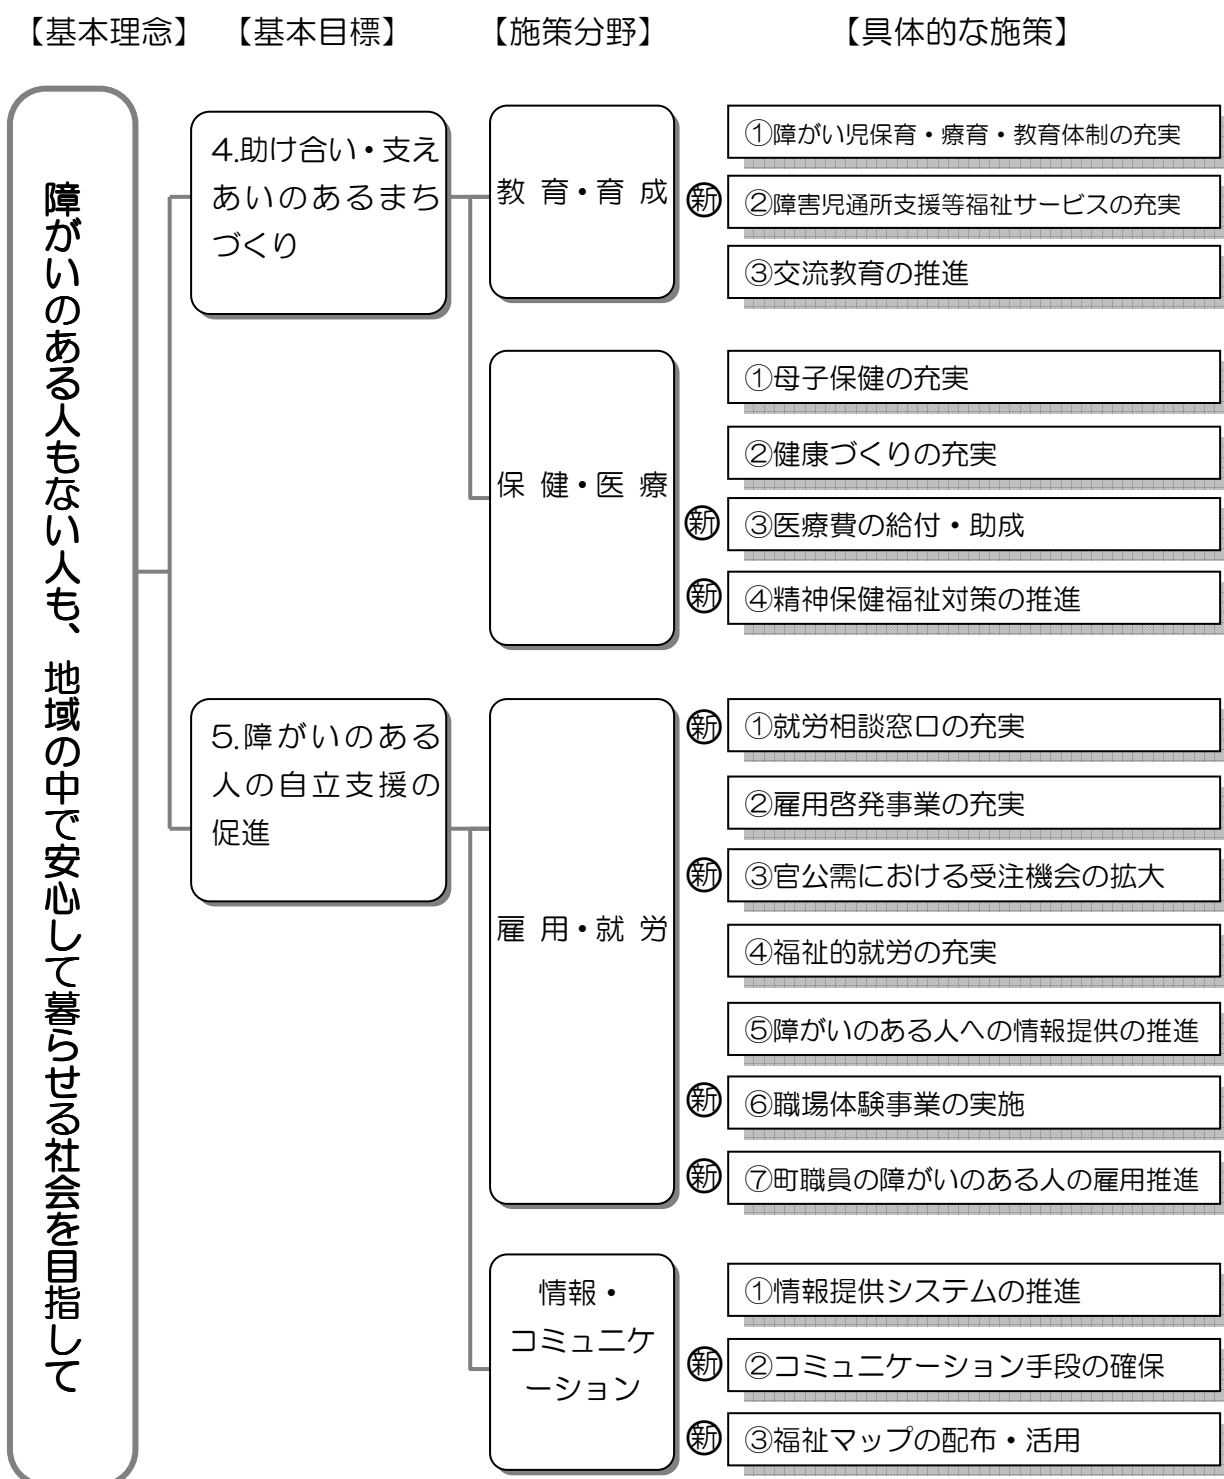 【基本理念】 【基本目標】 【施策分野】 【具体的な施策】
障がいのある人もない人も、地域の中で安心して暮らせる社会を目指して
4.助け合い・支え
あいのあるまち
づくり
教育・育成
①障がい児保育・療育・教育体制の充実
新 ②障害児通所支援等福祉サービスの充実
③交流教育の推進
保健・医療
①母子保健の充実
②健康づくりの充実
新 ③医療費の給付・助成
新 ④精神保健福祉対策の推進
5.障がいのある
人の自立支援の
促進
雇用・就労
新 ①就労相談窓口の充実
②雇用啓発事業の充実
新 ③官公需における受注機会の拡大
④福祉的就労の充実
⑤障がいのある人への情報提供の推進
新 ⑥職場体験事業の実施
新 ⑦町職員の障がいのある人の雇用推進
情報・
コミュニケ
ーション
①情報提供システムの推進
新 ②コミュニケーション手段の確保
新 ③福祉マップの配布・活用